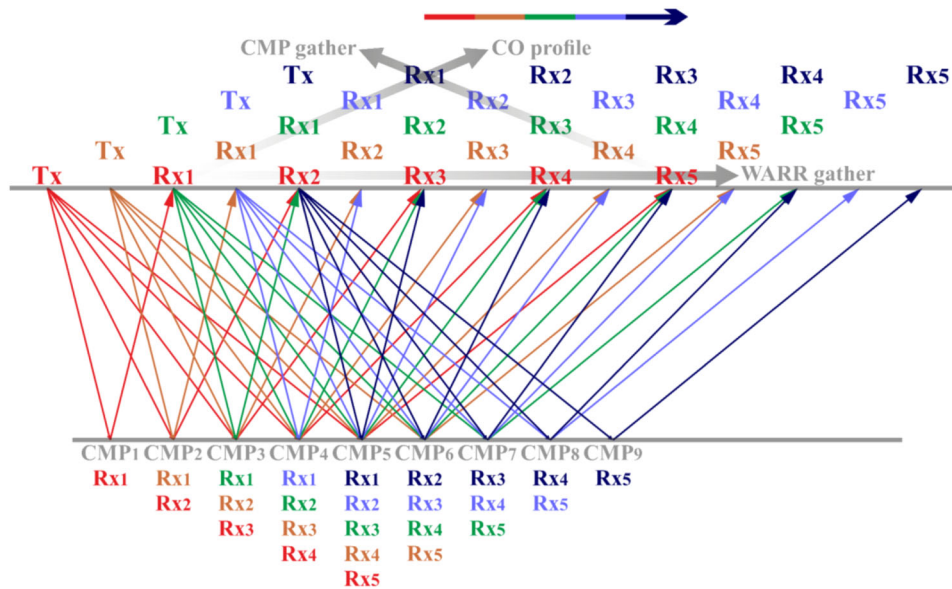 CMP gather CO profile
Tx Rx1 Rx2 Rx3 Rx4 Rx5
Tx Rx1 Rx2 Rx3 Rx4 Rx5
Tx Rx1 Rx2 Rx3 Rx4 Rx5
Tx Rx1 Rx2 Rx3 Rx4 Rx5
Tx Rx1 Rx2 Rx3 Rx4 Rx5 WARR gather
CMP1 CMP2 CMP3 CMP4 CMP5 CMP6 CMP7 CMP8 CMP9
Rx1 Rx1 Rx1 Rx1 Rx1 Rx2 Rx3 Rx4 Rx5
Rx2 Rx2 Rx2 Rx2 Rx3 Rx4 Rx5
Rx3 Rx3 Rx3 Rx4 Rx5
Rx4 Rx4 Rx5
Rx5